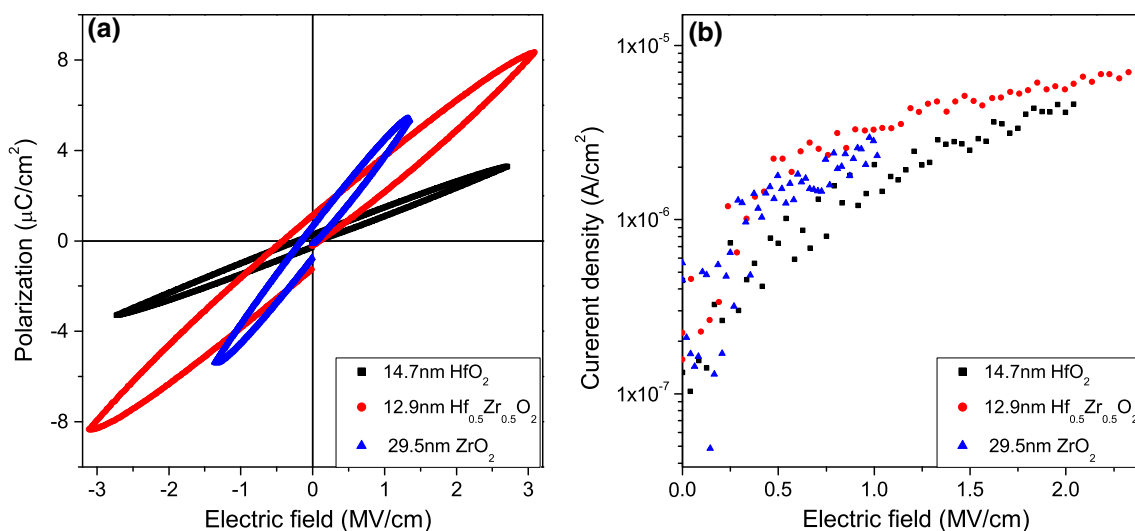 (a)
8
4
0
-4
-8
-3
-2
-1
0
1
2
3
Polarization (μC/cm²)
Electric field (MV/cm)
14.7nm HfO₂
12.9nm Hf₀.₅Zr₀.₅O₂
29.5nm ZrO₂
(b)
1x10⁻⁵
1x10⁻⁶
1x10⁻⁷
0.0
0.5
1.0
1.5
2.0
Curerent density (A/cm²)
Electric field (MV/cm)
14.7nm HfO₂
12.9nm Hf₀.₅Zr₀.₅O₂
29.5nm ZrO₂